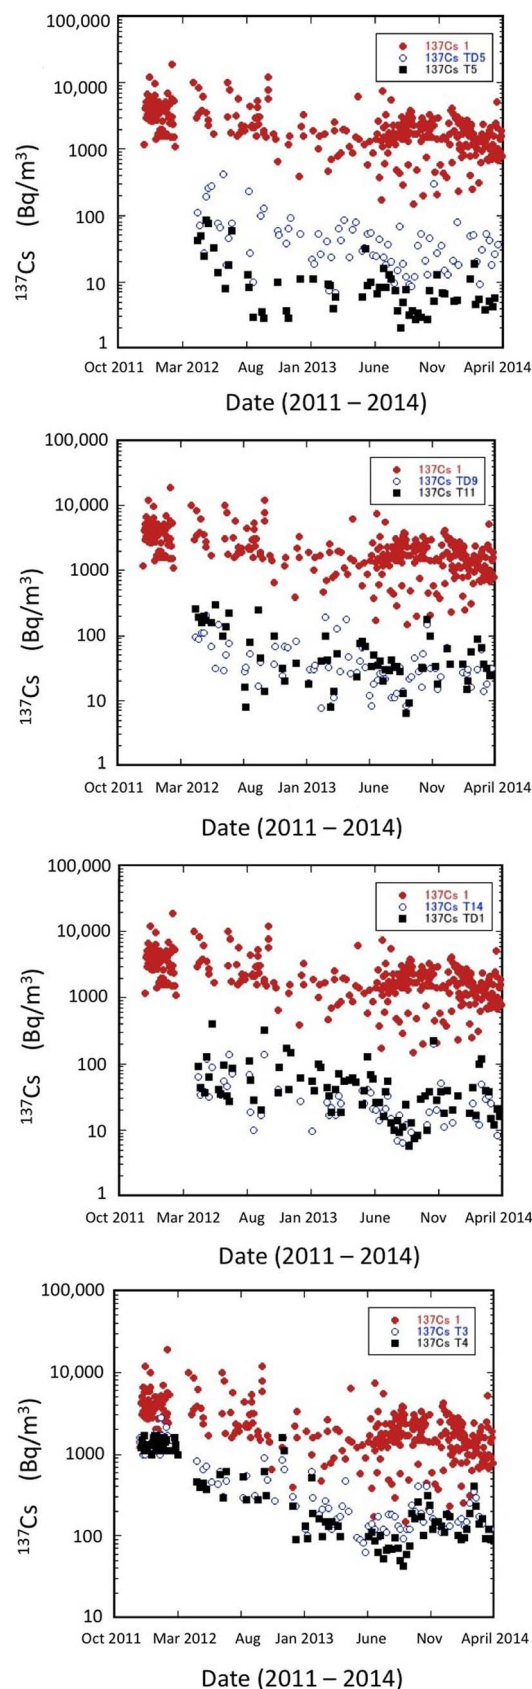 100,000
137Cs 1
137Cs TD5
137Cs T5
10,000
1000
100
10
1
137Cs (Bq/m3)
Oct 2011 Mar 2012 Aug Jan 2013 June Nov April 2014
Date (2011 – 2014)
100,000
137Cs 1
137Cs TD9
137Cs T11
10,000
1000
100
10
1
137Cs (Bq/m3)
Oct 2011 Mar 2012 Aug Jan 2013 June Nov April 2014
Date (2011 – 2014)
100,000
137Cs 1
137Cs T14
137Cs TD1
10,000
1000
100
10
1
137Cs (Bq/m3)
Oct 2011 Mar 2012 Aug Jan 2013 June Nov April 2014
Date (2011 – 2014)
100,000
137Cs 1
137Cs T3
137Cs T4
10,000
1000
100
10
137Cs (Bq/m3)
Oct 2011 Mar 2012 Aug Jan 2013 June Nov April 2014
Date (2011 – 2014)